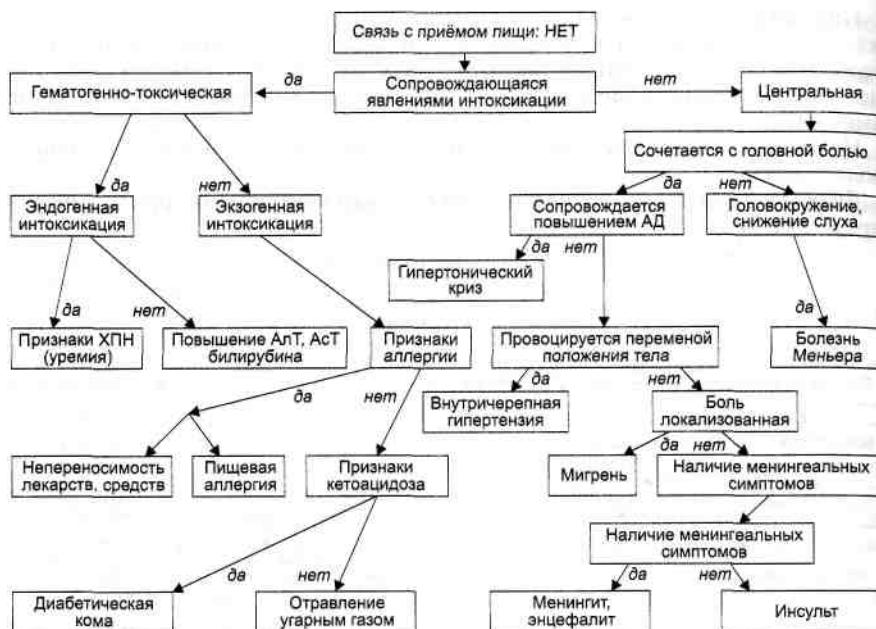 Связь с приёмом пищи: НЕТ
Гематогенно-токсическая
да
Сопровождающаяся
явлениями интоксикации
нет
Центральная
Сочетается с головной болью
да
нет
да
нет
Эндогенная
интоксикация
Экзогенная
интоксикация
Сопровождается
повышением АД
Головокружение,
снижение слуха
да
нет
Гипертонический
криз
да
нет
да
Признаки ХПН
(уремия)
Повышение АлТ, АсТ
билирубина
Признаки
аллергии
Провоцируется переменой
положения тела
Болезнь
Меньера
да
нет
да
нет
Внутричерепная
гипертензия
Боль
локализованная
да
нет
Непереносимость
лекарств, средств
Пищевая
аллергия
Признаки
кетоацидоза
Мигрень
Наличие менингеальных
симптомов
Наличие менингеальных
симптомов
да
нет
да
нет
Диабетическая
кома
Отравление
угарным газом
Менингит,
энцефалит
Инсульт